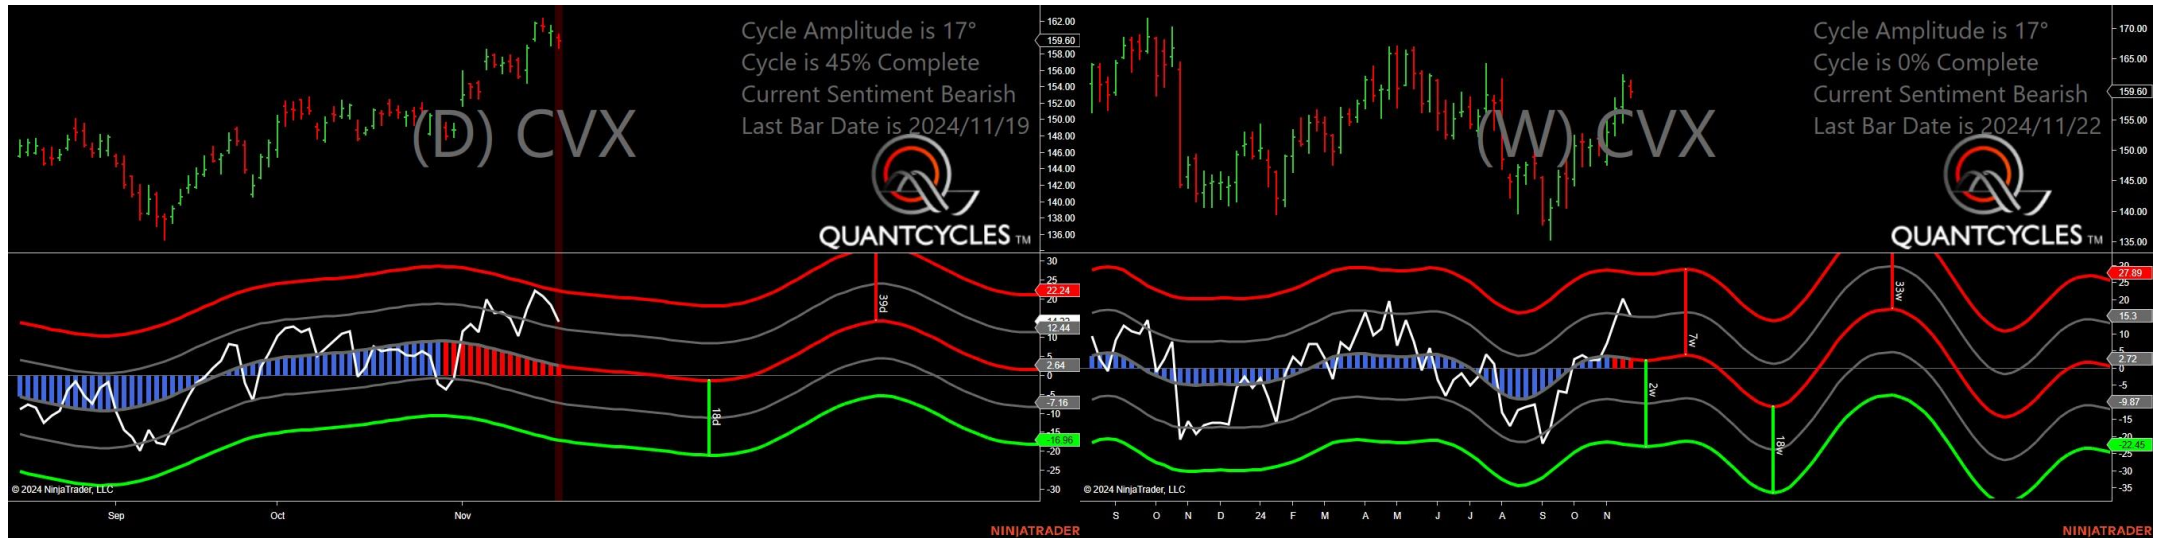 Cycle Amplitude is 17°
Cycle is 45% Complete
Current Sentiment Bearish
Last Bar Date is 2024/11/19
(D) CVX
QUANTCYCLES TM
162.00
159.60
158.00
156.00
154.00
152.00
150.00
148.00
146.00
144.00
142.00
140.00
138.00
136.00
39d
18d
30
25
22.24
20
12.44
5
2.64
0
-7.16
-10
-16.96
-20
-25
-30
© 2024 NinjaTrader, LLC
Sep Oct Nov
NINJATRADER
Cycle Amplitude is 17°
Cycle is 0% Complete
Current Sentiment Bearish
Last Bar Date is 2024/11/22
(W) CVX
QUANTCYCLES TM
170.00
165.00
159.60
155.00
150.00
145.00
140.00
135.00
7w
2w
18w
33w
27.89
25
20
15.3
10
2.72
0
-5
-9.87
-15
-22.45
-25
-30
-35
© 2024 NinjaTrader, LLC
S O N D 24 F M A M J J A S O N
NINJATRADER